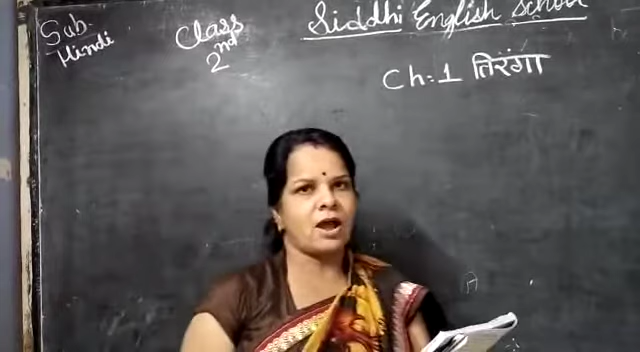 Sub.
Hindi
Class
2nd
Siddhi English School
Ch:1 तिरंगा